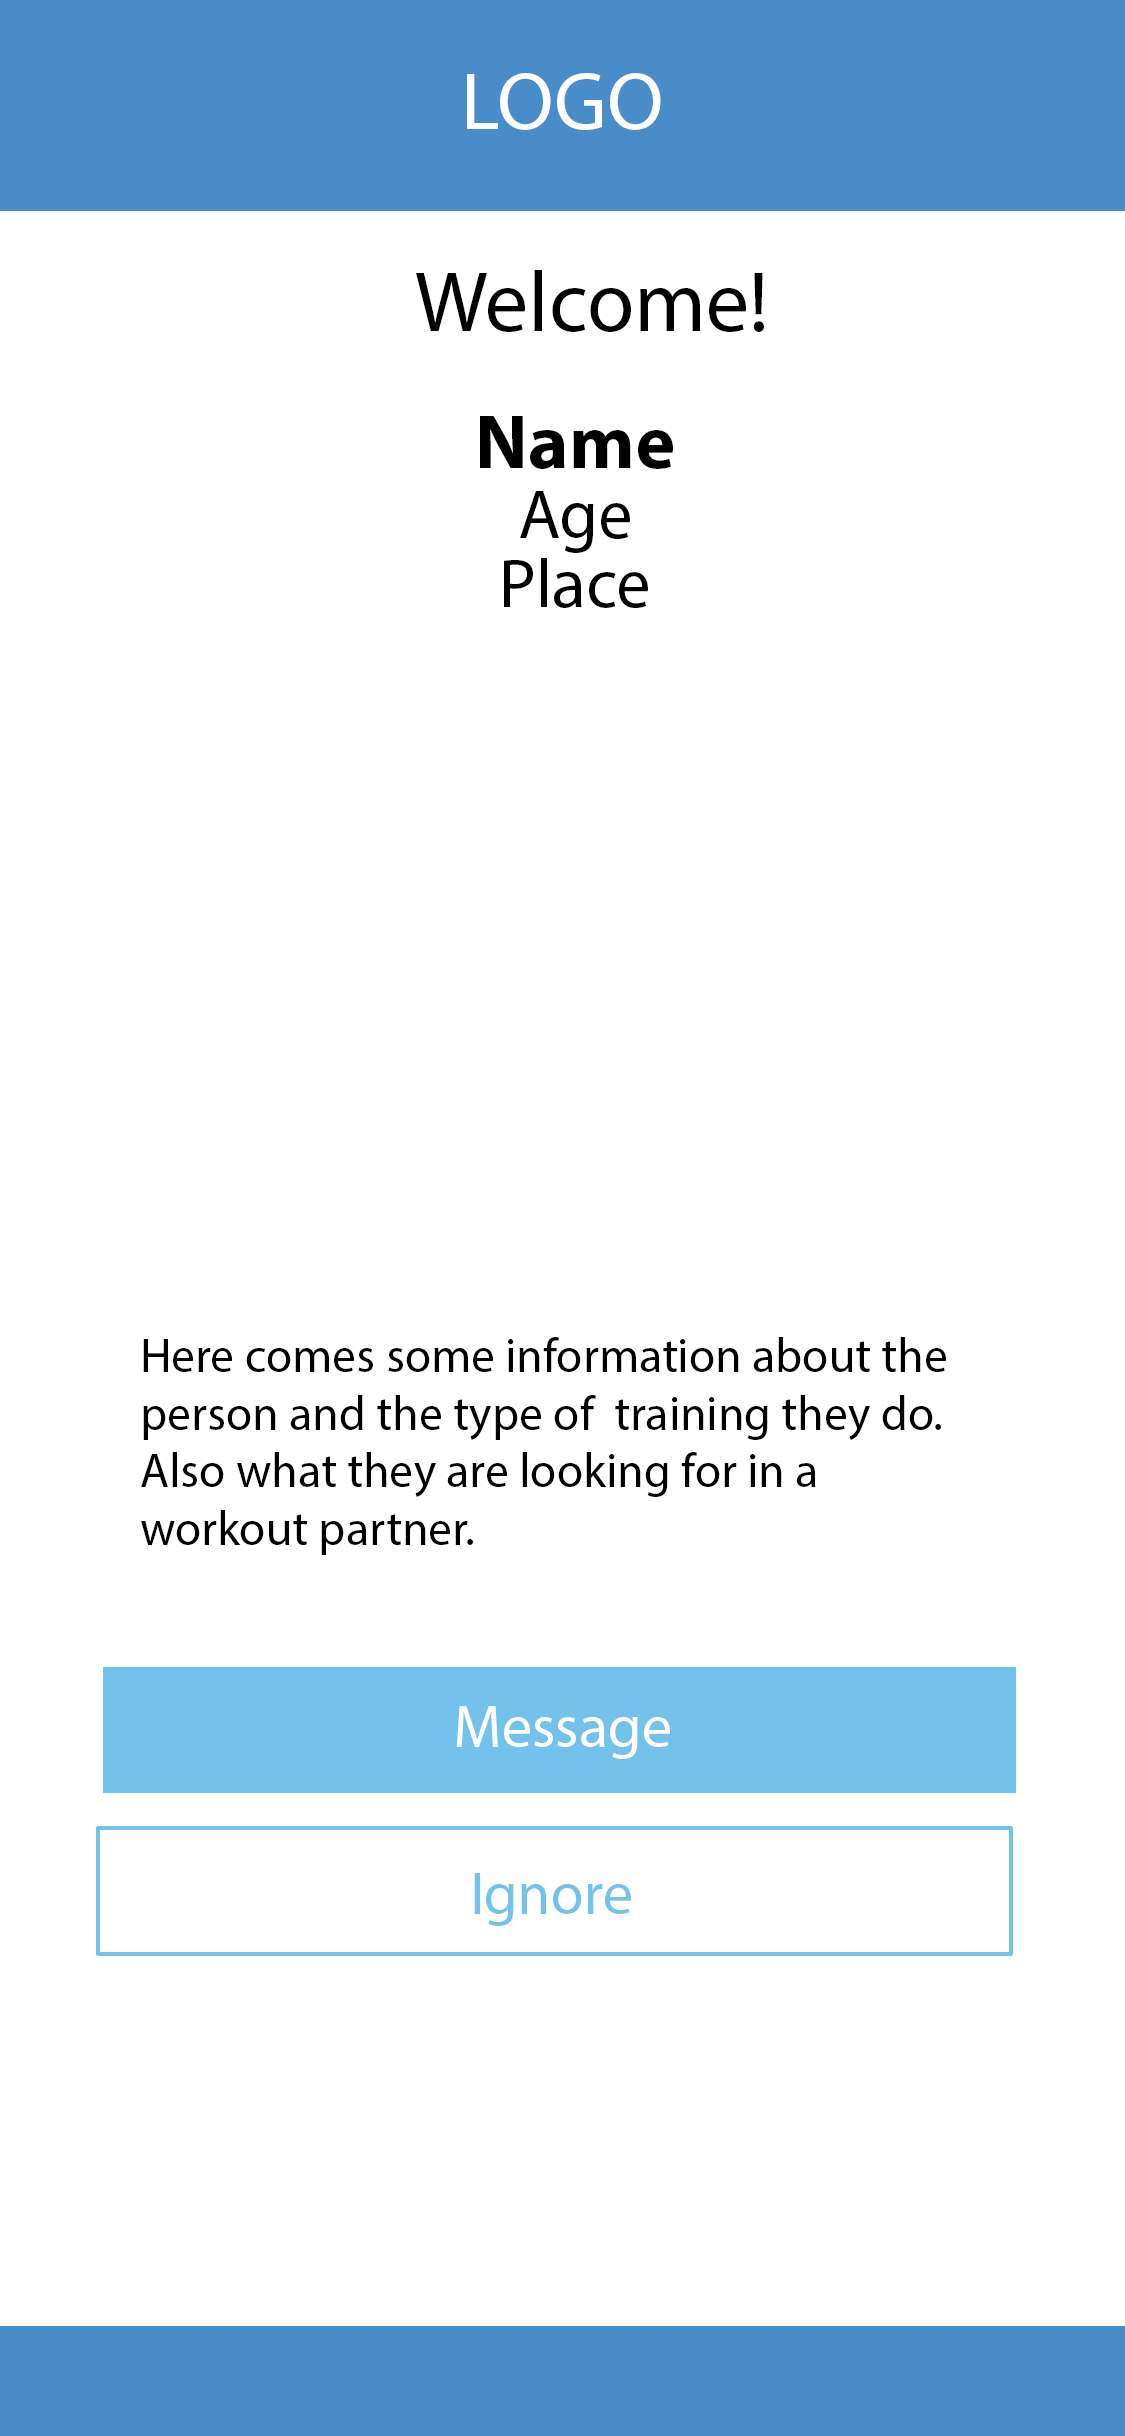 LOGO
Welcome!
Name
Age
Place
Here comes some information about the
person and the type of  training they do.
Also what they are looking for in a
workout partner.
Message
Ignore